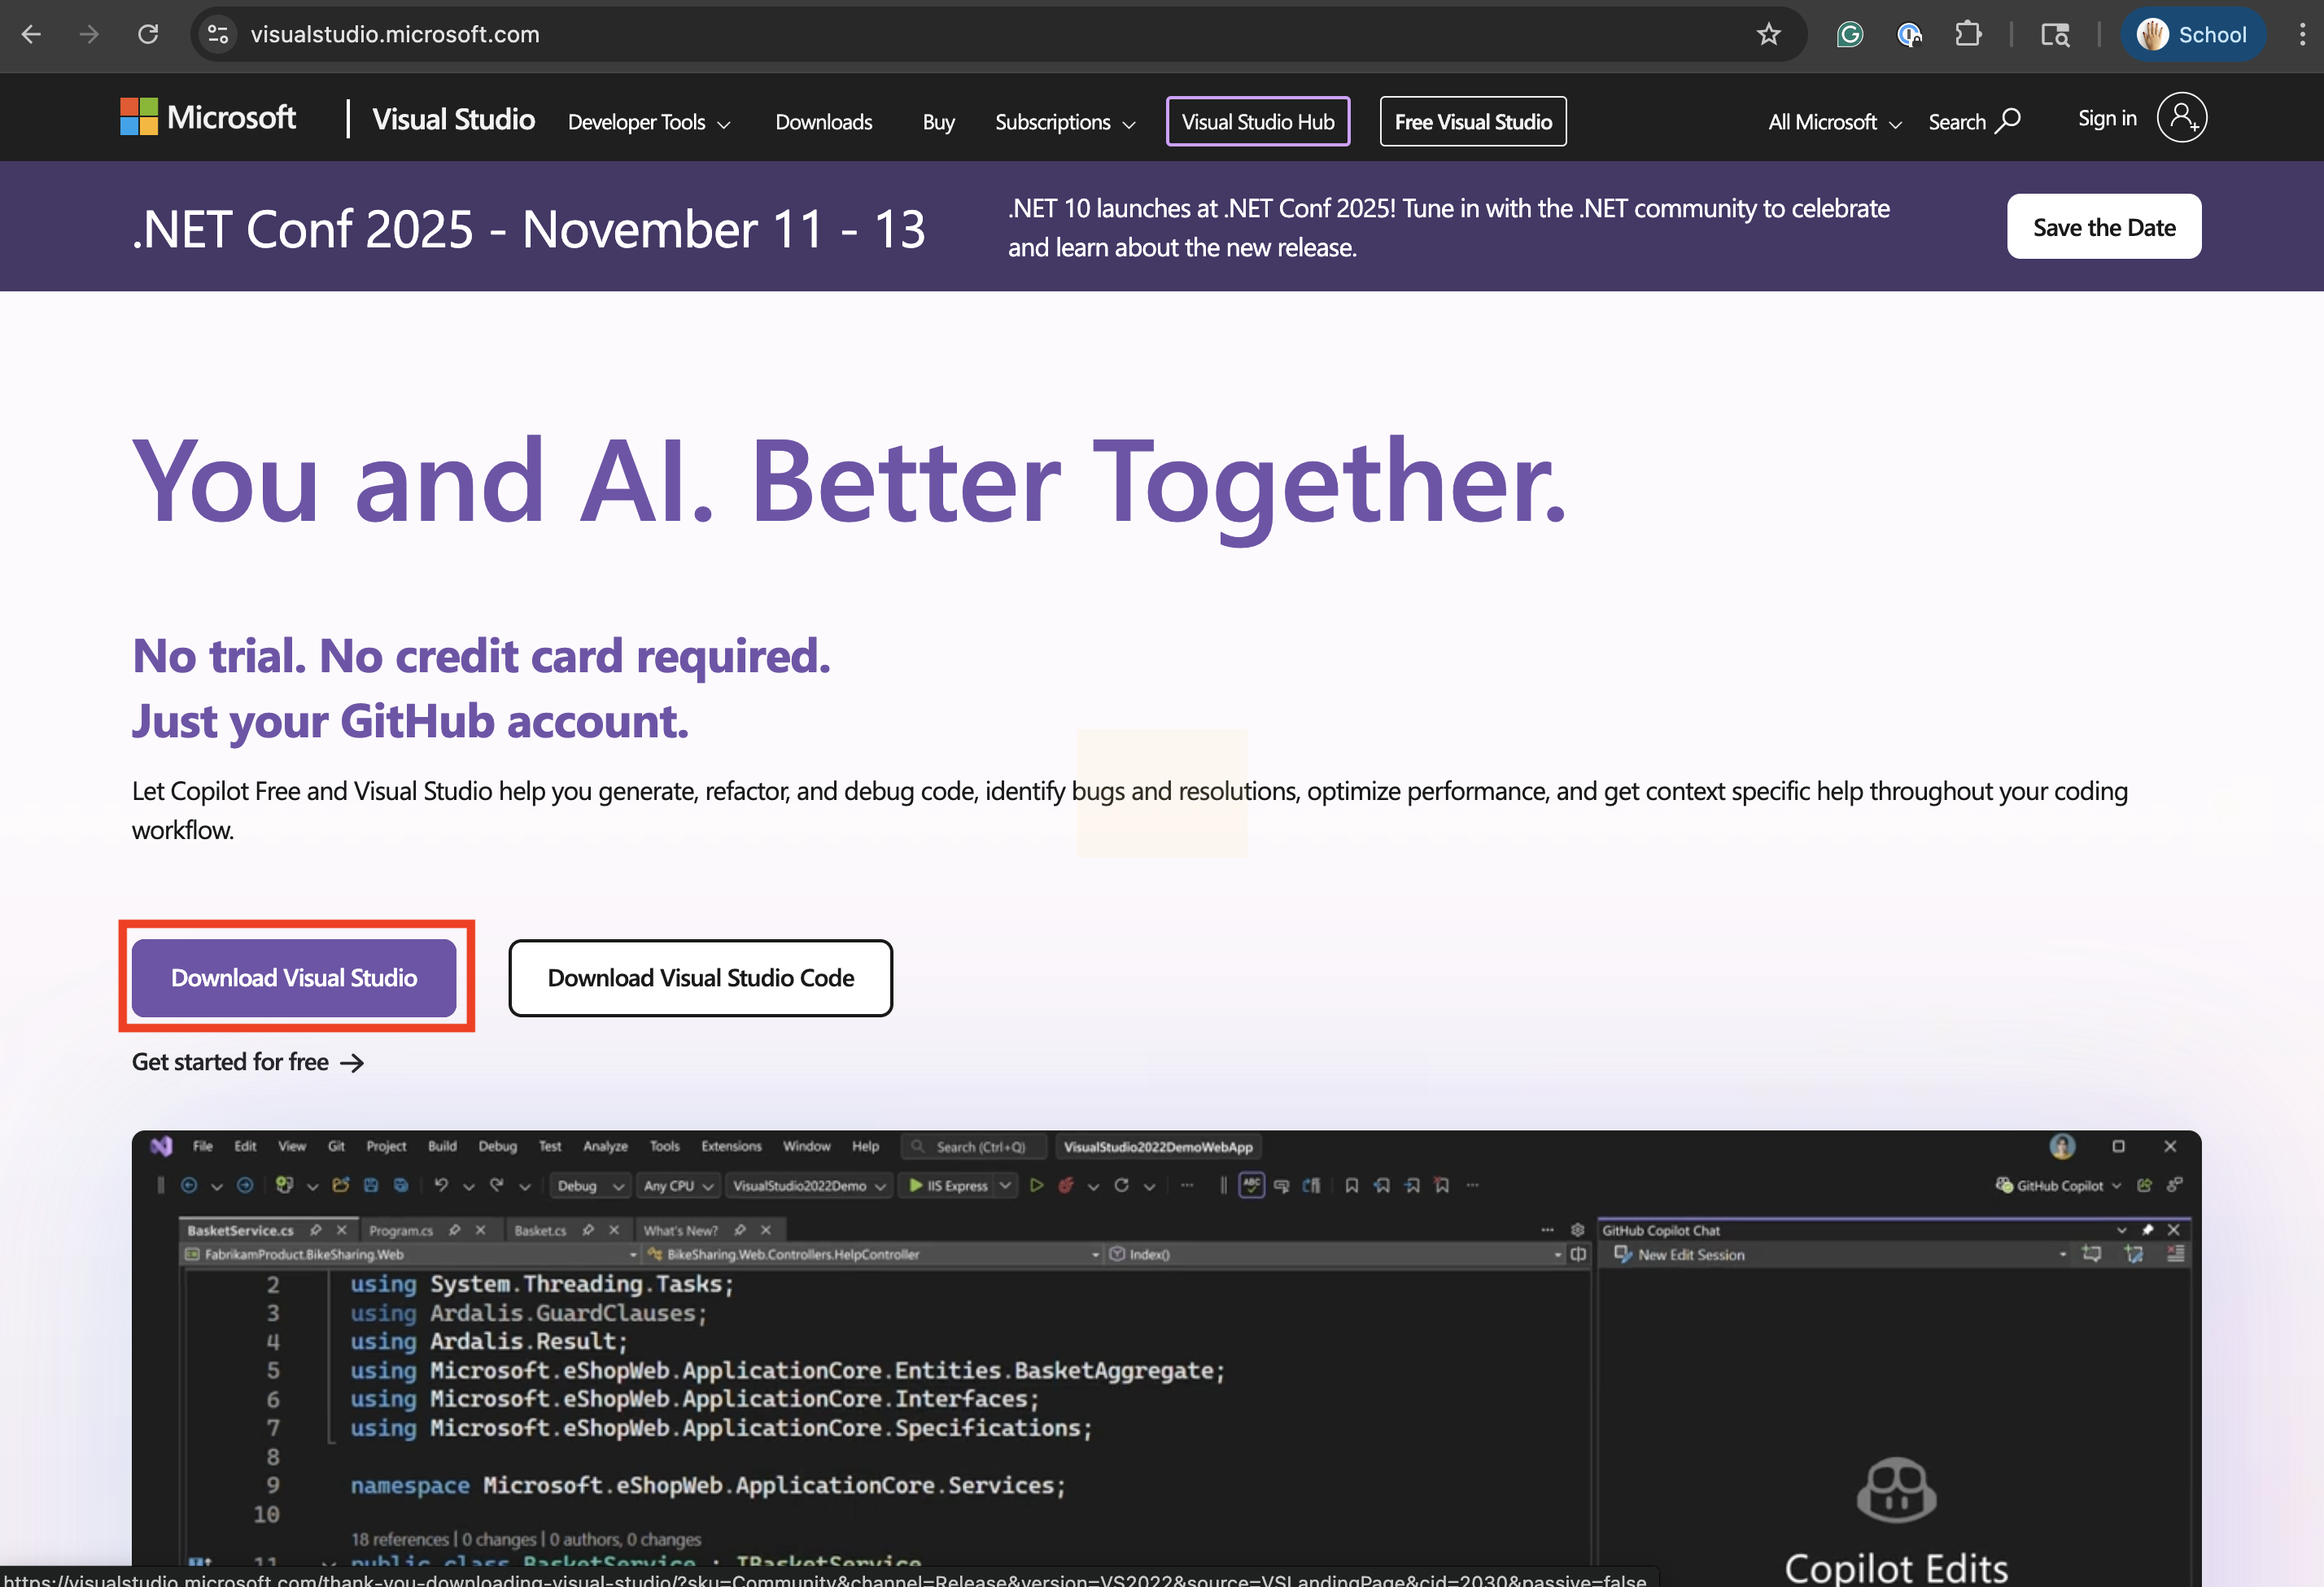 visualstudio.microsoft.com
School
Microsoft
Visual Studio
Developer Tools
Downloads
Buy
Subscriptions
Visual Studio Hub
Free Visual Studio
All Microsoft
Search
Sign in
.NET Conf 2025 - November 11 - 13
.NET 10 launches at .NET Conf 2025! Tune in with the .NET community to celebrate
and learn about the new release.
Save the Date
You and AI. Better Together.
No trial. No credit card required.
Just your GitHub account.
Let Copilot Free and Visual Studio help you generate, refactor, and debug code, identify bugs and resolutions, optimize performance, and get context specific help throughout your coding
workflow.
Download Visual Studio
Download Visual Studio Code
Get started for free
File Edit View Git Project Build Debug Test Analyze Tools Extensions Window Help Search (Ctrl+Q) VisualStudio2022DemoWebApp
Debug Any CPU VisualStudio2022Demo IIS Express ABC GitHub Copilot
BasketService.cs Program.cs Basket.cs What's New? GitHub Copilot Chat
FabrikamProduct.BikeSharing.Web BikeSharing.Web.Controllers.HelpController Index() New Edit Session
2 using System.Threading.Tasks;
3 using Ardalis.GuardClauses;
4 using Ardalis.Result;
5 using Microsoft.eShopWeb.ApplicationCore.Entities.BasketAggregate;
6 using Microsoft.eShopWeb.ApplicationCore.Interfaces;
7 using Microsoft.eShopWeb.ApplicationCore.Specifications;
8
9 namespace Microsoft.eShopWeb.ApplicationCore.Services;
10
18 references | 0 changes | 0 authors, 0 changes
11 public class BasketService : IBasketService
Copilot Edits
https://visualstudio.microsoft.com/thank-you-downloading-visual-studio/?sku=Community&channel=Release&version=VS2022&source=VSLandingPage&cid=2030&passive=false